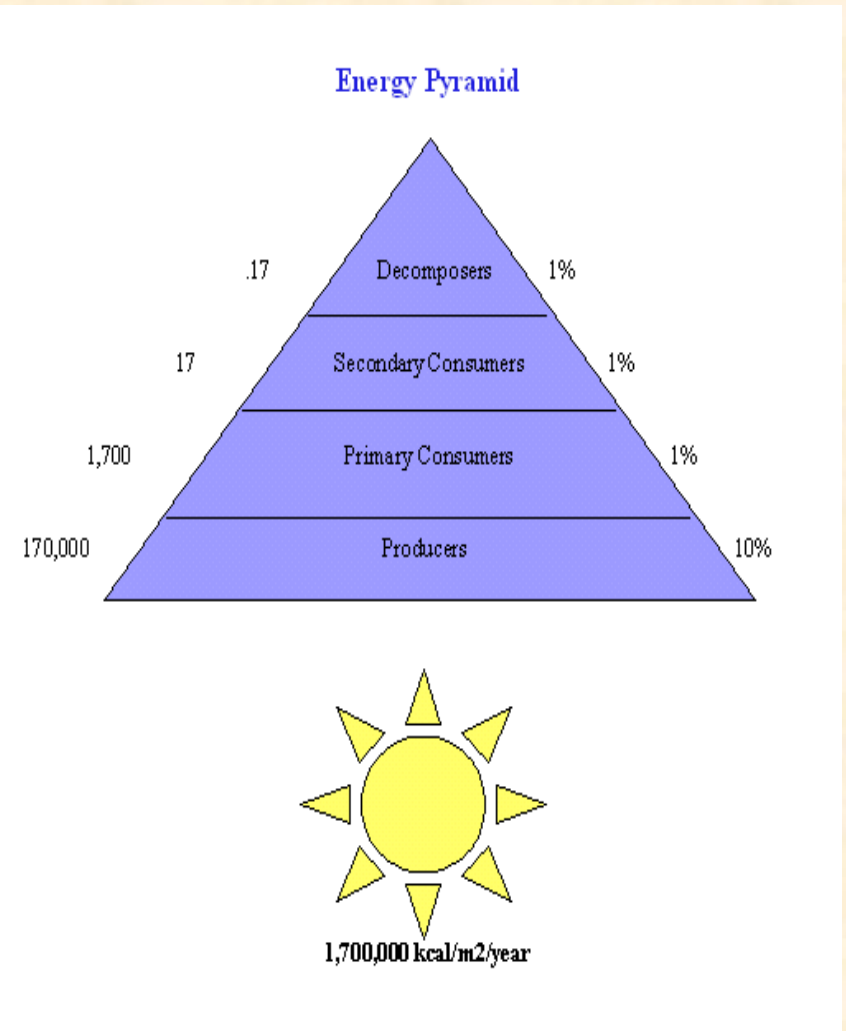 Energy Pyramid
.17 Decomposers 1%
17 Secondary Consumers 1%
1,700 Primary Consumers 1%
170,000 Producers 10%
1,700,000 kcal/m2/year